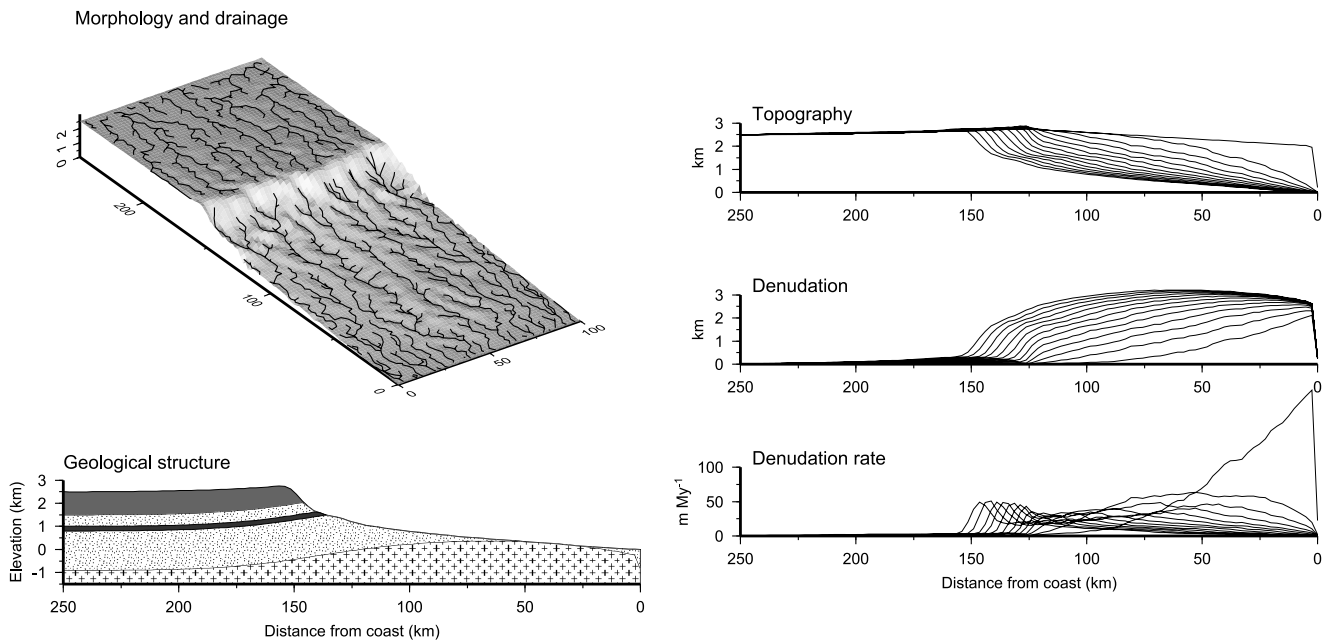 Morphology and drainage
2
1
0
200
100
0
0
50
100
Geological structure
Elevation (km)
3
2
1
0
-1
250 200 150 100 50 0
Distance from coast (km)
Topography
km
3
2
1
0
250 200 150 100 50 0
Denudation
km
3
2
1
0
250 200 150 100 50 0
Denudation rate
m My-1
100
50
0
250 200 150 100 50 0
Distance from coast (km)